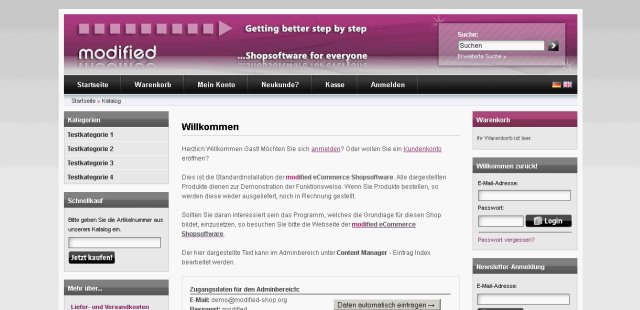 Getting better step by step
modified
...Shopsoftware for everyone
Suche:
Suchen
Erweiterte Suche »
Startseite
Warenkorb
Mein Konto
Neukunde?
Kasse
Anmelden
Startseite » Katalog
Kategorien
Testkategorie 1
Testkategorie 2
Testkategorie 3
Testkategorie 4
Schnellkauf
Bitte geben Sie die Artikelnummer aus
unserem Katalog ein.
Jetzt kaufen!
Mehr über...
Liefer- und Versandkosten
Willkommen
Herzlich Willkommen Gast! Möchten Sie sich anmelden? Oder wollen Sie ein Kundenkonto
eröffnen?
Dies ist die Standardinstallation der modified eCommerce Shopsoftware. Alle dargestellten
Produkte dienen zur Demonstration der Funktionsweise. Wenn Sie Produkte bestellen, so
werden diese weder ausgeliefert, noch in Rechnung gestellt.
Sollten Sie daran interessiert sein das Programm, welches die Grundlage für diesen Shop
bildet, einzusetzen, so besuchen Sie bitte die Webseite der modified eCommerce
Shopsoftware.
Der hier dargestellte Text kann im Adminbereich unter Content Manager - Eintrag Index
bearbeitet werden.
Zugangsdaten für den Adminbereich:
E-Mail: demo@modified-shop.org
Passwort: modified
Daten automatisch eintragen →
Warenkorb
Ihr Warenkorb ist leer.
Willkommen zurück!
E-Mail-Adresse:
Passwort:
Login
Passwort vergessen?
Newsletter-Anmeldung
E-Mail-Adresse: